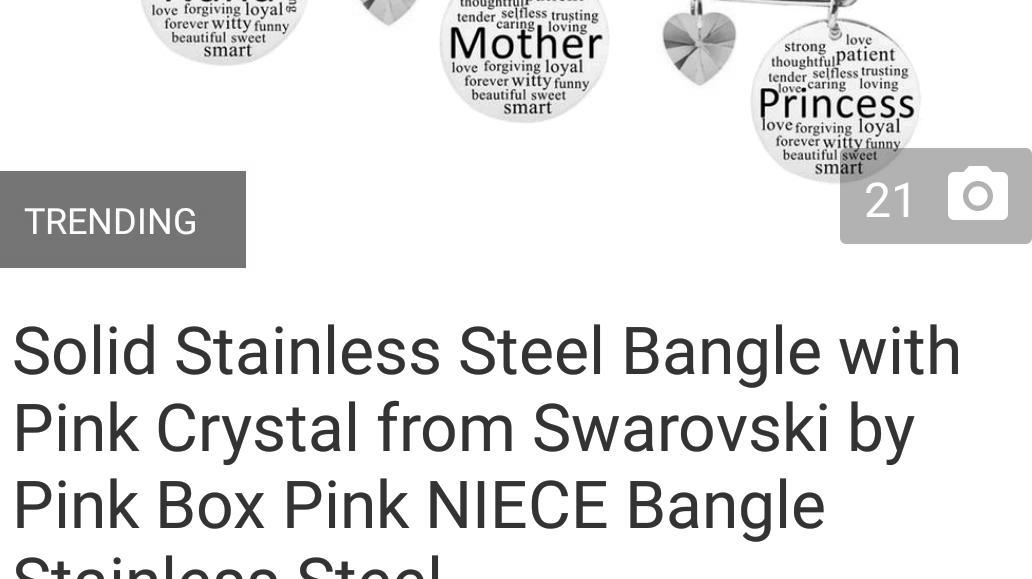 love forgiving loyal
forever witty funny
beautiful sweet
smart
thoughtful patient
tender selfless trusting
caring loving
Mother
love forgiving loyal
forever witty funny
beautiful sweet
smart
strong love
thoughtful patient
tender selfless trusting
love caring loving
Princess
love forgiving loyal
forever witty funny
beautiful sweet
smart
TRENDING
21
Solid Stainless Steel Bangle with
Pink Crystal from Swarovski by
Pink Box Pink NIECE Bangle
Stainless Steel